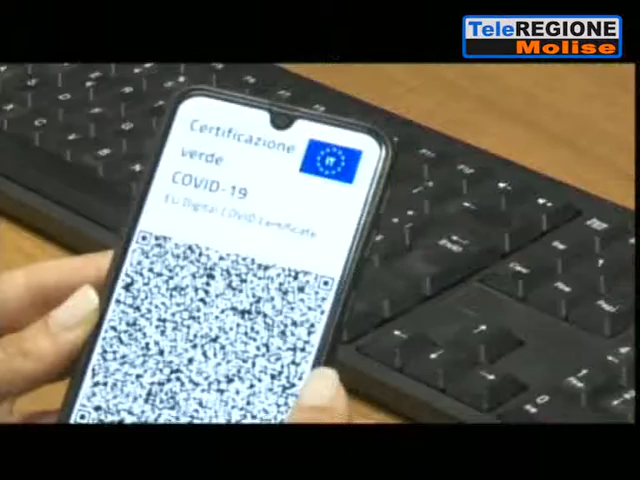 TeleREGIONE
Molise
Certificazione
verde
COVID-19
EU Digital COVID Certificate
IT